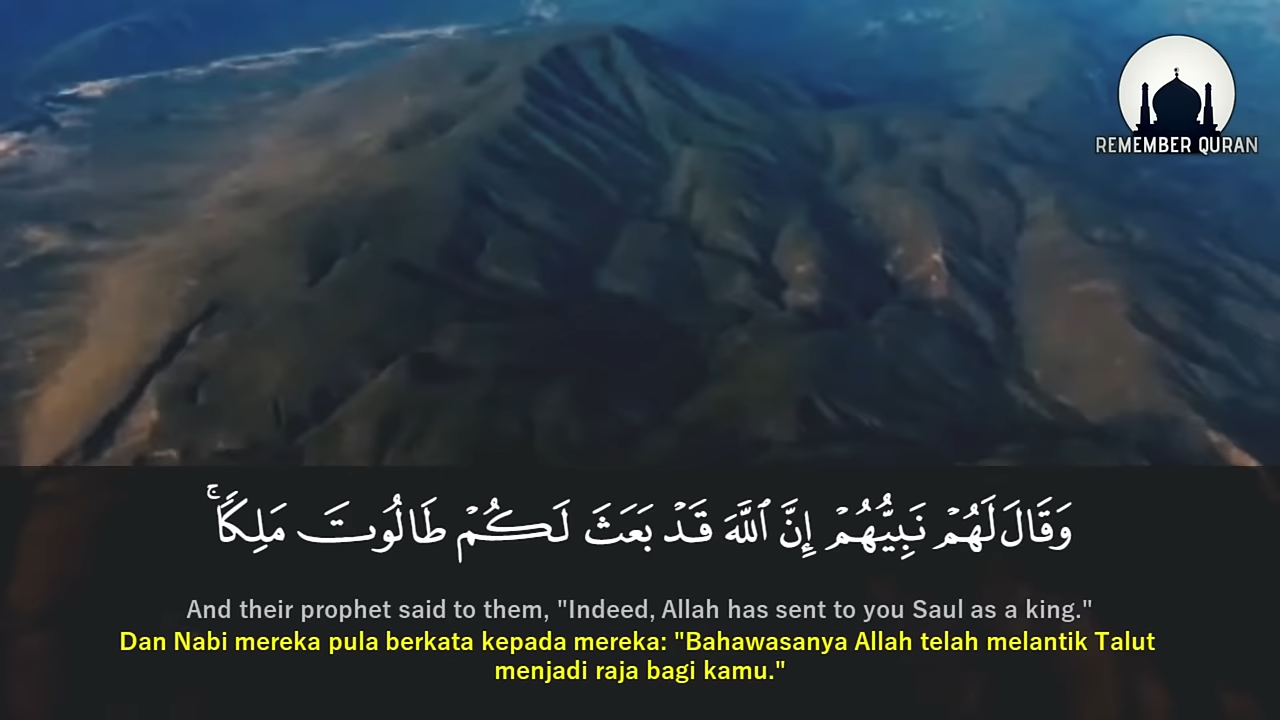 REMEMBER QURAN
وَقَالَ لَهُمْ نَبِيُّهُمْ إِنَّ ٱللَّهَ قَدْ بَعَثَ لَكُمْ طَالُوتَ مَلِكًاۚ
And their prophet said to them, "Indeed, Allah has sent to you Saul as a king."
Dan Nabi mereka pula berkata kepada mereka: "Bahawasanya Allah telah melantik Talut
menjadi raja bagi kamu."